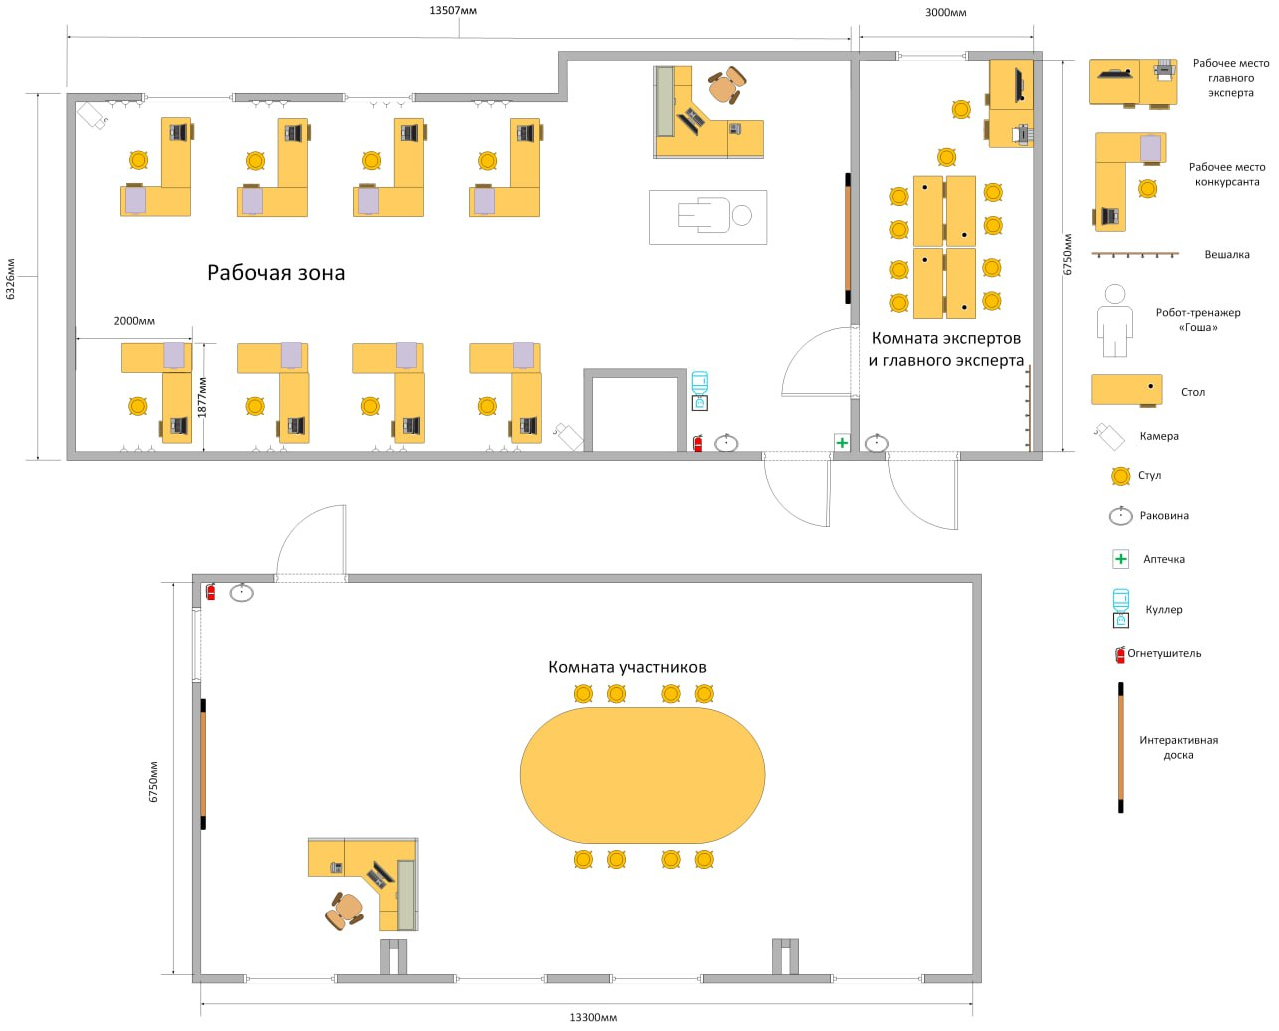 13507мм
3000мм
Рабочее место
главного
эксперта
Рабочее место
конкурсанта
6326мм
Рабочая зона
6750мм
Вешалка
2000мм
1877мм
Комната экспертов
и главного эксперта
Робот-тренажер
«Гоша»
Стол
Камера
Стул
Раковина
Аптечка
Куллер
Огнетушитель
Интерактивная
доска
Комната участников
6750мм
13300мм